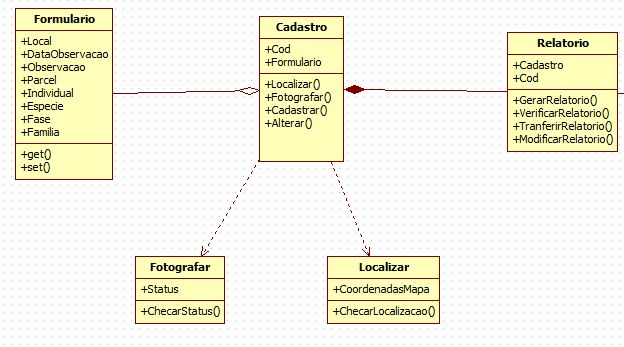 Formulario
+Local
+DataObservacao
+Observacao
+Parcel
+Individual
+Especie
+Fase
+Familia
+get()
+set()
Cadastro
+Cod
+Formulario
+Localizar()
+Fotografar()
+Cadastrar()
+Alterar()
Relatorio
+Cadastro
+Cod
+GerarRelatorio()
+VerificarRelatorio()
+TranferirRelatorio()
+ModificarRelatorio()
Fotografar
+Status
+ChecarStatus()
Localizar
+CoordenadasMapa
+ChecarLocalizacao()